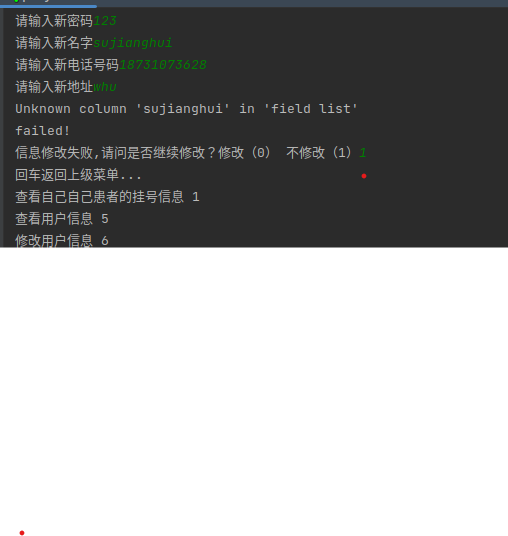 请输入新密码123
请输入新名字sujianghui
请输入新电话号码18731073628
请输入新地址whu
Unknown column 'sujianghui' in 'field list'
failed!
信息修改失败,请问是否继续修改？修改（0） 不修改（1）1
回车返回上级菜单...
查看自己自己患者的挂号信息 1
查看用户信息 5
修改用户信息 6